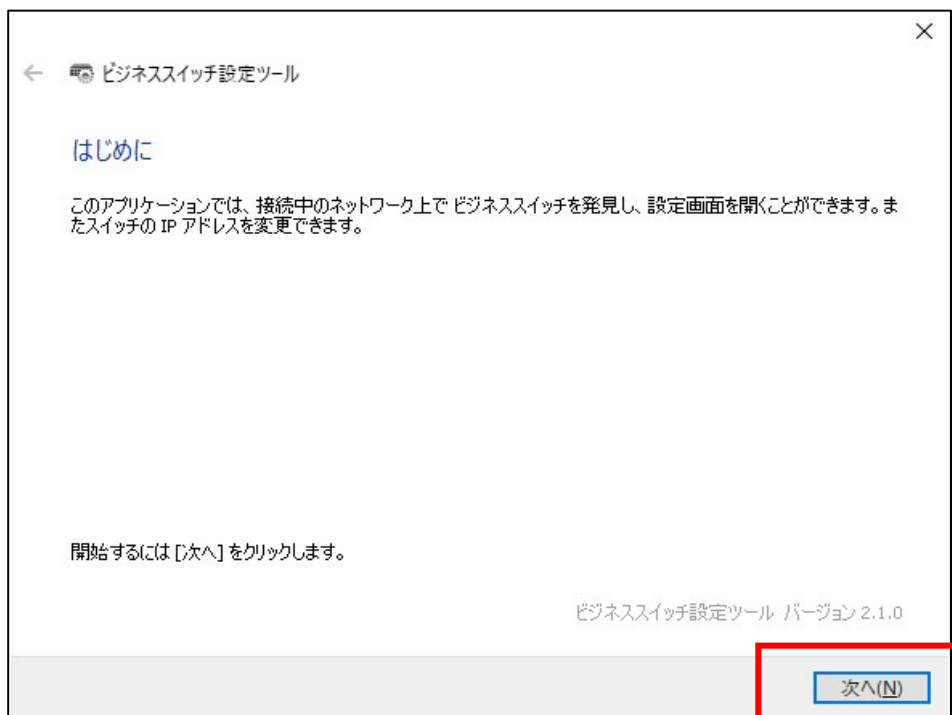 ビジネススイッチ設定ツール
はじめに
このアプリケーションでは、接続中のネットワーク上で ビジネススイッチを発見し、設定画面を開くことができます。ま
たスイッチの IP アドレスを変更できます。
開始するには [次へ] をクリックします。
ビジネススイッチ設定ツール バージョン 2.1.0
次へ(N)